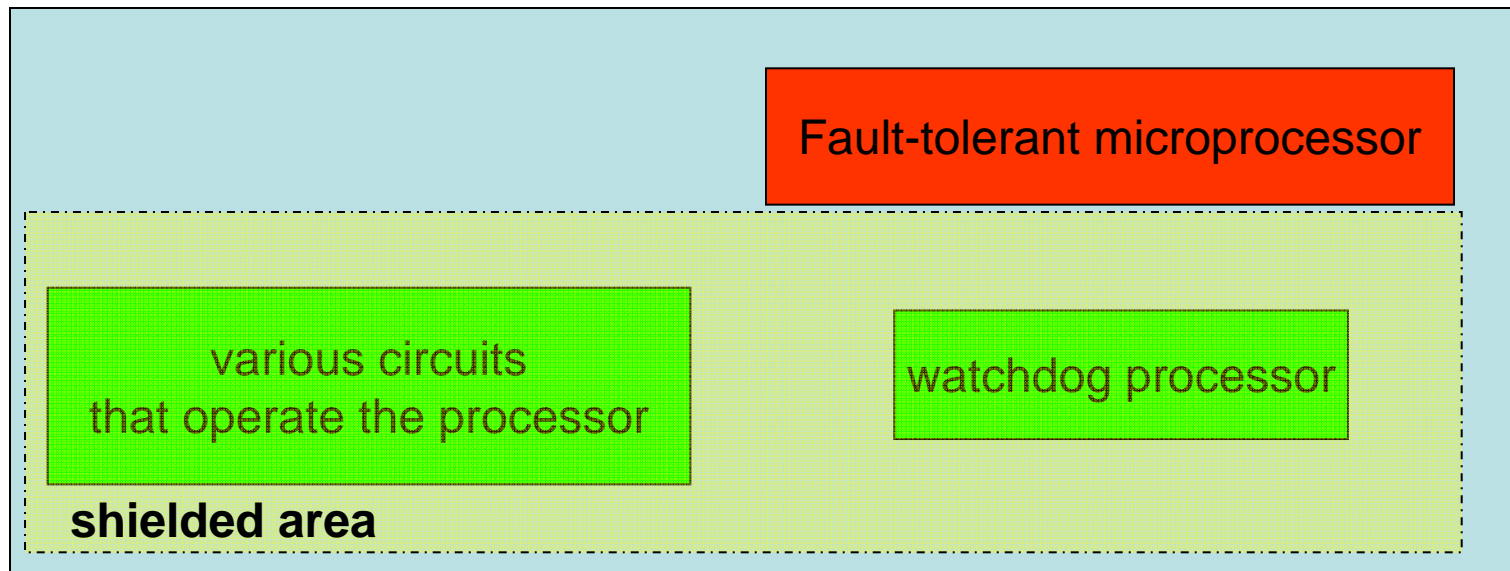 Fault-tolerant microprocessor
various circuits
that operate the processor
watchdog processor
shielded area